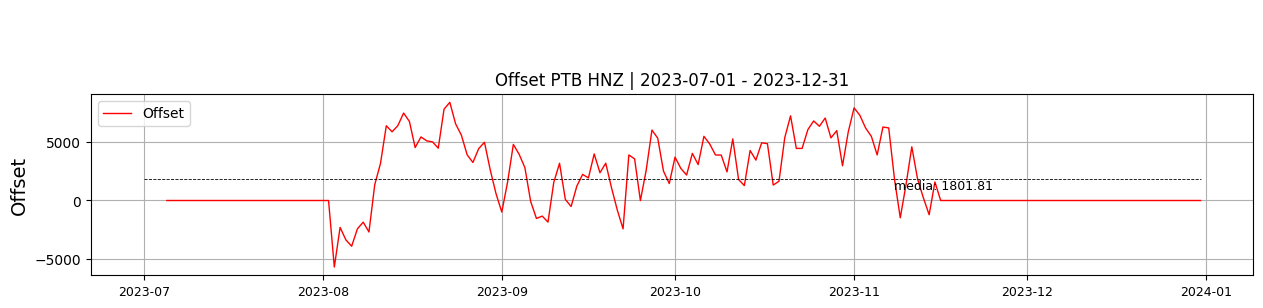 Offset PTB HNZ | 2023-07-01 - 2023-12-31
Offset
Offset
5000
0
−5000
media: 1801.81
2023-07 2023-08 2023-09 2023-10 2023-11 2023-12 2024-01